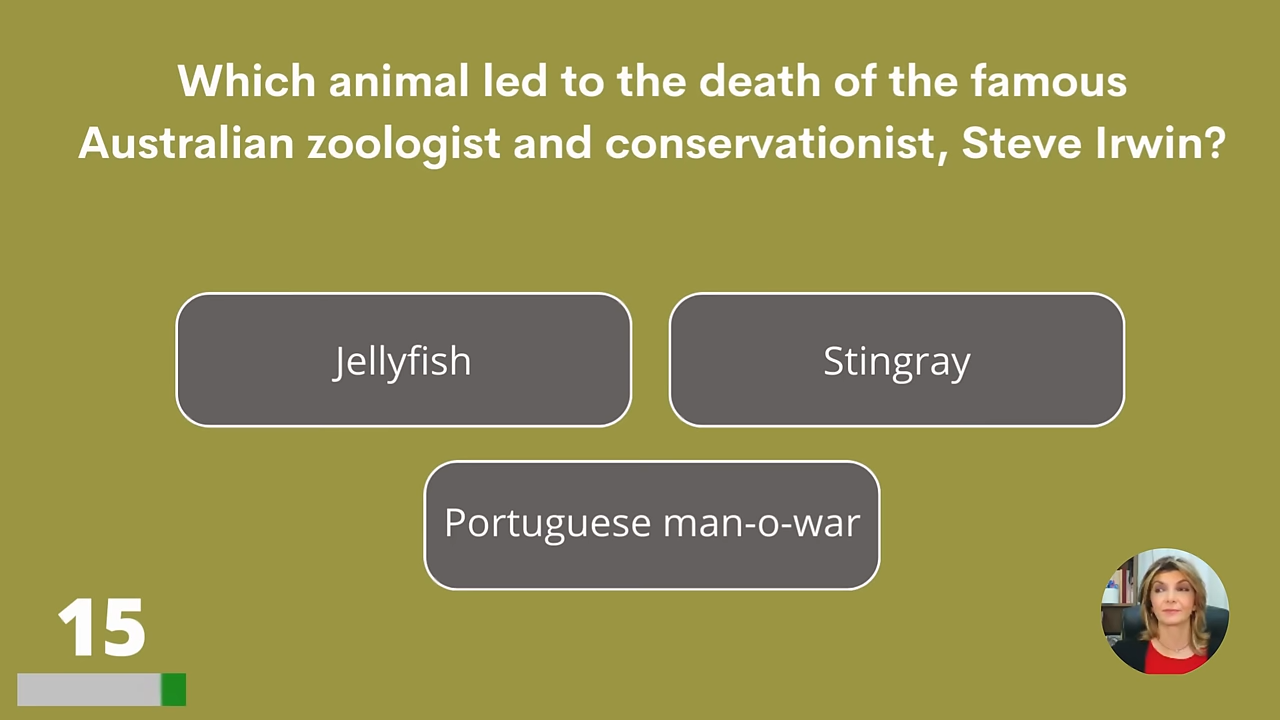 Which animal led to the death of the famous
Australian zoologist and conservationist, Steve Irwin?
Jellyfish
Stingray
Portuguese man-o-war
15